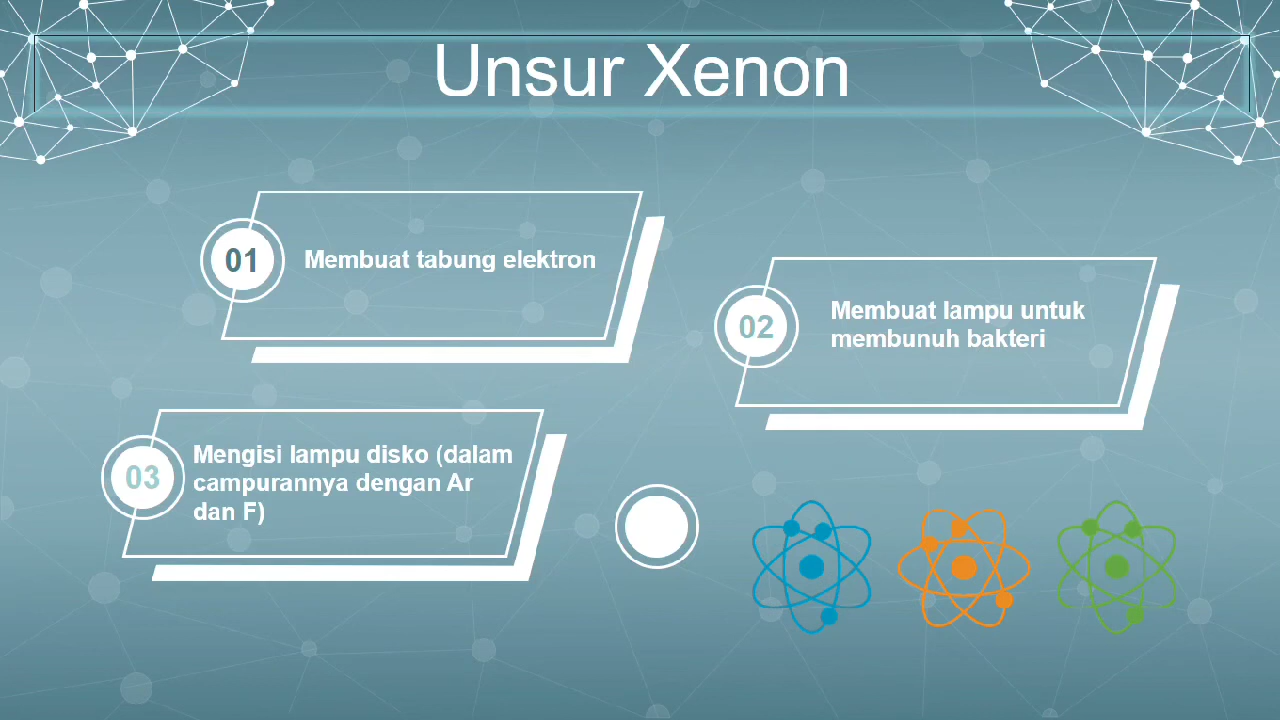 Unsur Xenon
01
Membuat tabung elektron
02
Membuat lampu untuk
membunuh bakteri
03
Mengisi lampu disko (dalam
campurannya dengan Ar
dan F)